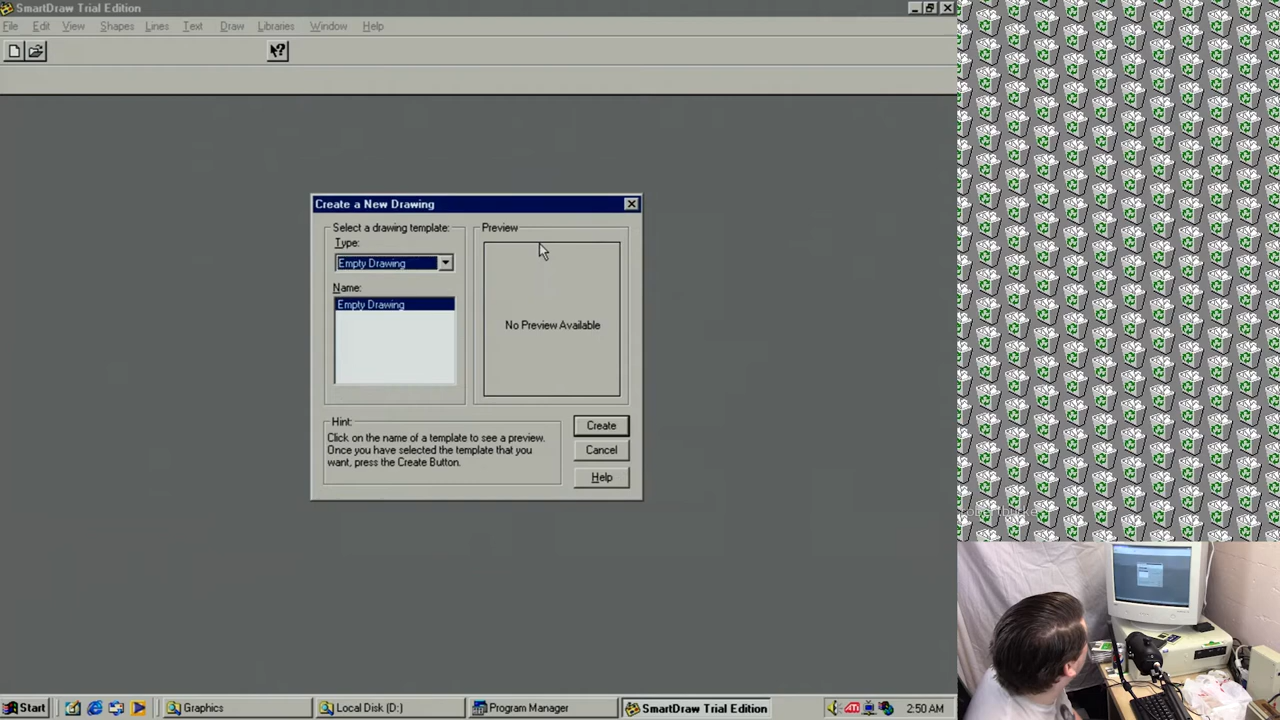 SmartDraw Trial Edition
File Edit View Shapes Lines Text Draw Libraries Window Help
Create a New Drawing
Select a drawing template:
Type:
Empty Drawing
Name:
Empty Drawing
Preview
No Preview Available
Hint:
Click on the name of a template to see a preview.
Once you have selected the template that you
want, press the Create Button.
Create
Cancel
Help
Start Graphics Local Disk (D:) Program Manager SmartDraw Trial Edition ATI 2:50 AM